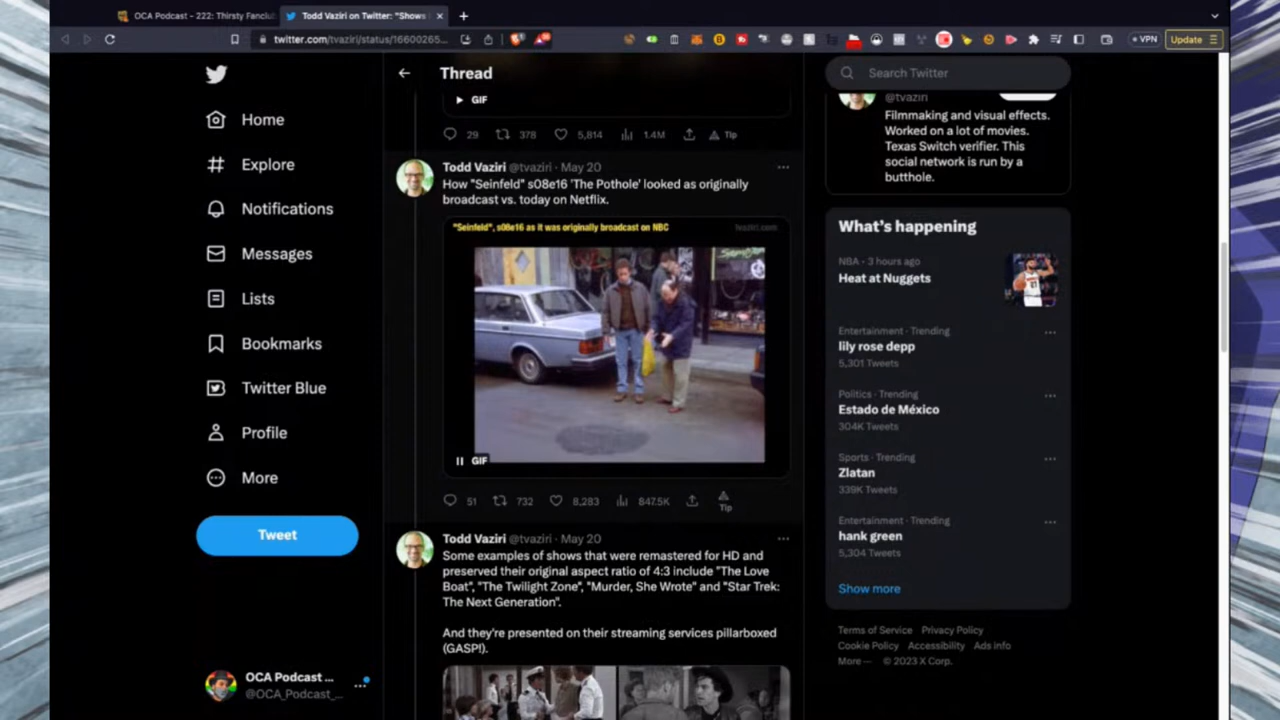 OCA Podcast - 222: Thirsty Fanclub
Todd Vaziri on Twitter: "Shows
twitter.com/tvaziri/status/16600265...
VPN
Update
Home
Explore
Notifications
Messages
Lists
Bookmarks
Twitter Blue
Profile
More
Tweet
OCA Podcast ...
@OCA_Podcast_...
Thread
GIF
29 378 5,814 1.4M Tip
Todd Vaziri @tvaziri · May 20
How "Seinfeld" s08e16 'The Pothole' looked as originally
broadcast vs. today on Netflix.
"Seinfeld", s08e16 as it was originally broadcast on NBC
Tvaziri.com
GIF
51 732 8,283 847.5K Tip
Todd Vaziri @tvaziri · May 20
Some examples of shows that were remastered for HD and
preserved their original aspect ratio of 4:3 include "The Love
Boat", "The Twilight Zone", "Murder, She Wrote" and "Star Trek:
The Next Generation".
And they're presented on their streaming services pillarboxed
(GASP!).
Search Twitter
@tvaziri
Filmmaking and visual effects.
Worked on a lot of movies.
Texas Switch verifier. This
social network is run by a
butthole.
What's happening
NBA · 3 hours ago
Heat at Nuggets
Entertainment · Trending
lily rose depp
5,301 Tweets
Politics · Trending
Estado de México
304K Tweets
Sports · Trending
Zlatan
339K Tweets
Entertainment · Trending
hank green
5,304 Tweets
Show more
Terms of Service Privacy Policy
Cookie Policy Accessibility Ads info
More ··· © 2023 X Corp.